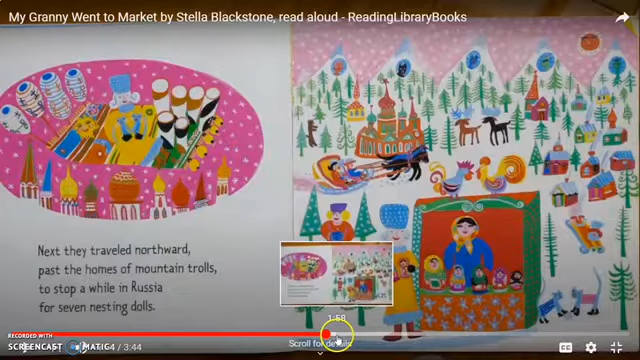 My Granny Went to Market by Stella Blackstone, read aloud - ReadingLibraryBooks
Next they traveled northward,
past the homes of mountain trolls,
to stop a while in Russia
for seven nesting dolls.
1:58
RECORDED WITH
SCREENCAST MATIC
/ 3:44
Scroll for details
CC